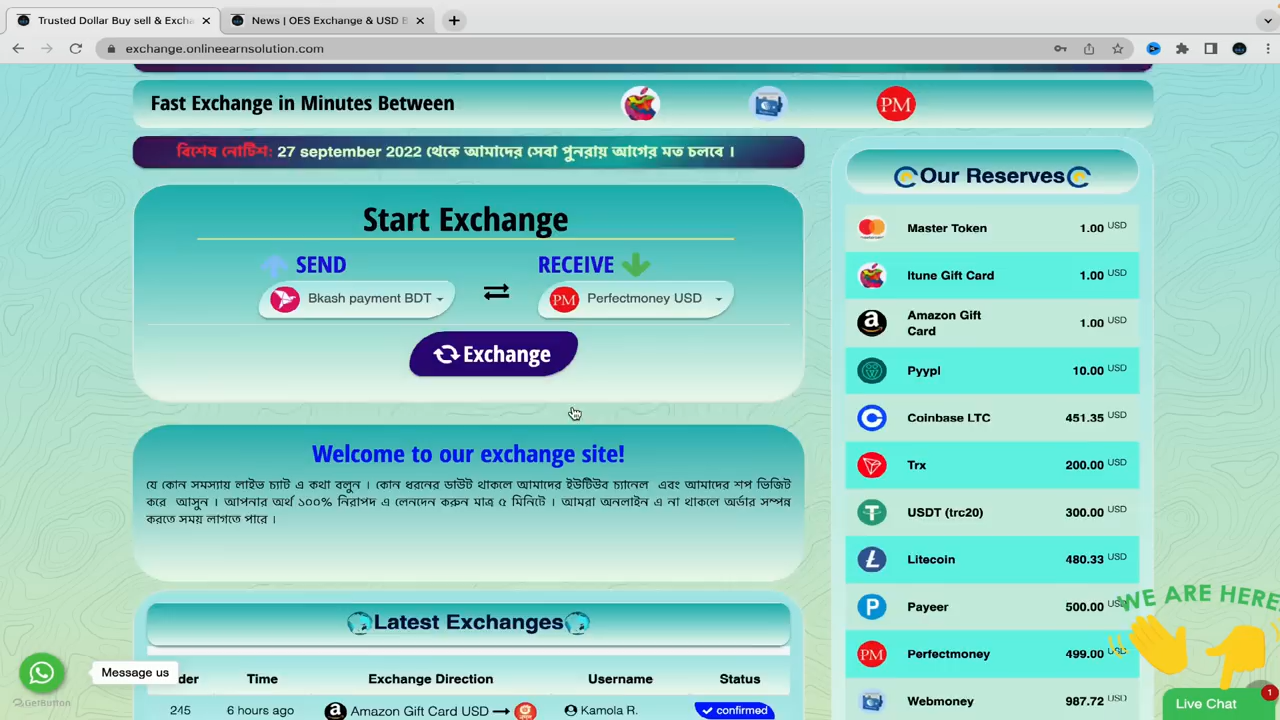 Trusted Dollar Buy sell & Excha
News | OES Exchange & USD B
exchange.onlineearnsolution.com
Fast Exchange in Minutes Between
PM
বিশেষ নোটিশ: 27 september 2022 থেকে আমাদের সেবা পুনরায় আগের মত চলবে ।
Start Exchange
SEND
RECEIVE
Bkash payment BDT
PM Perfectmoney USD
Exchange
Welcome to our exchange site!
যে কোন সমস্যায় লাইভ চ্যাট এ কথা বলুন । কোন ধরনের ডাউট থাকলে আমাদের ইউটিউব চ্যানেল এবং আমাদের শপ ভিজিট
করে আসুন । আপনার অর্থ ১০০% নিরাপদ এ লেনদেন করুন মাত্র ৫ মিনিটে । আমরা অনলাইন এ না থাকলে অর্ডার সম্পন্ন
করতে সময় লাগতে পারে ।
Latest Exchanges
der Time Exchange Direction Username Status
245 6 hours ago Amazon Gift Card USD Kamola R. confirmed
Our Reserves
Master Token 1.00 USD
Itune Gift Card 1.00 USD
Amazon Gift
Card 1.00 USD
Pyypl 10.00 USD
Coinbase LTC 451.35 USD
Trx 200.00 USD
USDT (trc20) 300.00 USD
Litecoin 480.33 USD
Payeer 500.00 USD
PM Perfectmoney 499.00
Webmoney 987.72 USD
WE ARE HERE
Message us
GetButton
Live Chat 1